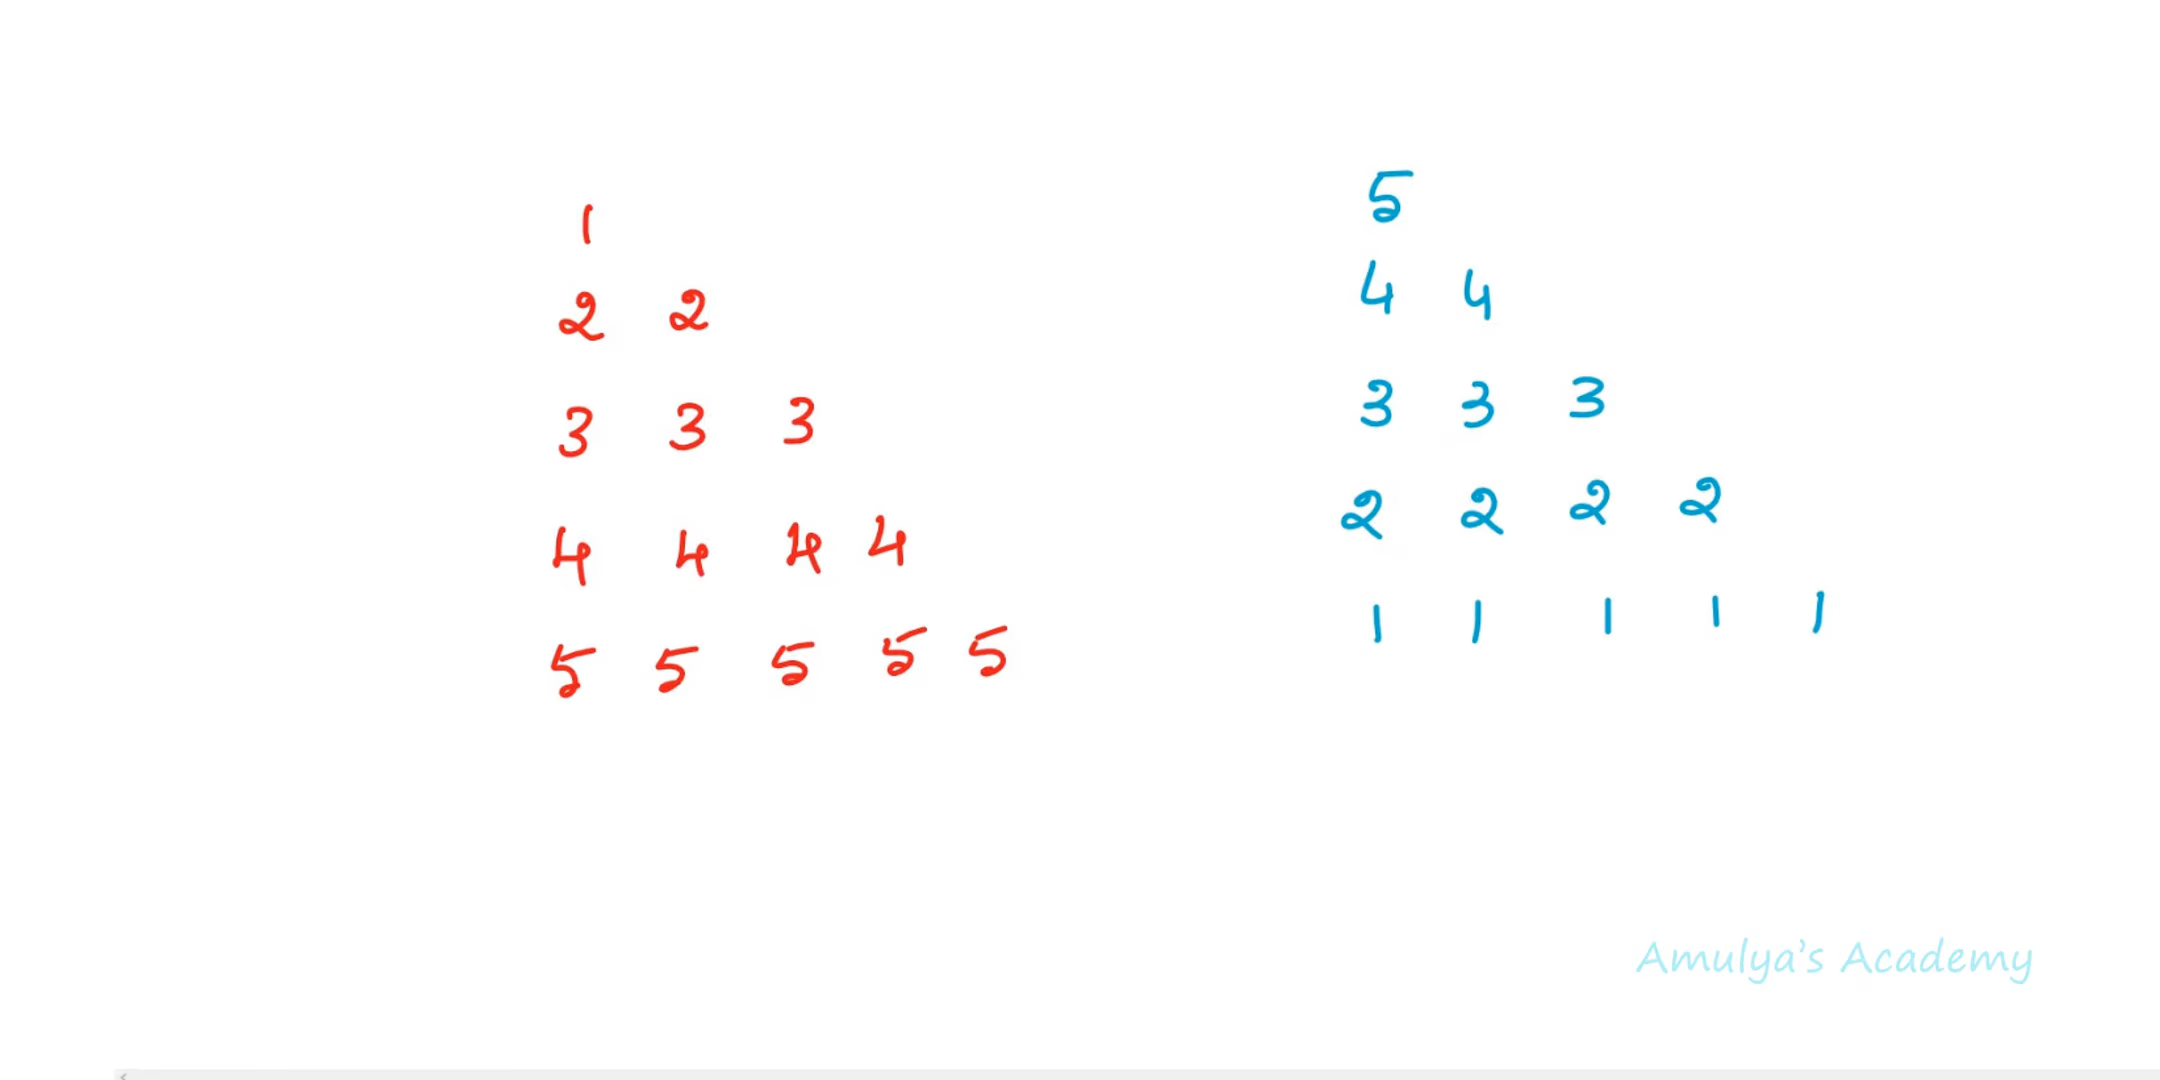 1
2 2
3 3 3
4 4 4 4
5 5 5 5 5
5
4 4
3 3 3
2 2 2 2
1 1 1 1 1
Amulya's Academy